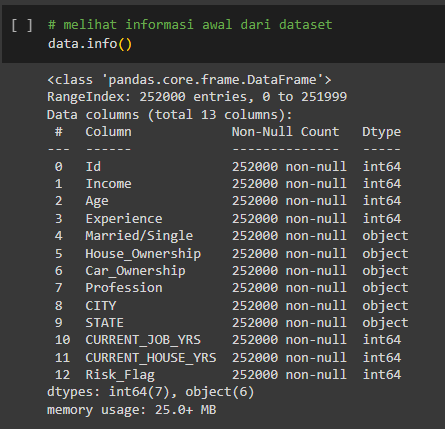 [ ] # melihat informasi awal dari dataset
data.info()
<class 'pandas.core.frame.DataFrame'>
RangeIndex: 252000 entries, 0 to 251999
Data columns (total 13 columns):
 #   Column             Non-Null Count   Dtype
---  ------             --------------   -----
 0   Id                 252000 non-null  int64
 1   Income             252000 non-null  int64
 2   Age                252000 non-null  int64
 3   Experience         252000 non-null  int64
 4   Married/Single     252000 non-null  object
 5   House_Ownership    252000 non-null  object
 6   Car_Ownership      252000 non-null  object
 7   Profession         252000 non-null  object
 8   CITY               252000 non-null  object
 9   STATE              252000 non-null  object
 10  CURRENT_JOB_YRS    252000 non-null  int64
 11  CURRENT_HOUSE_YRS  252000 non-null  int64
 12  Risk_Flag          252000 non-null  int64
dtypes: int64(7), object(6)
memory usage: 25.0+ MB